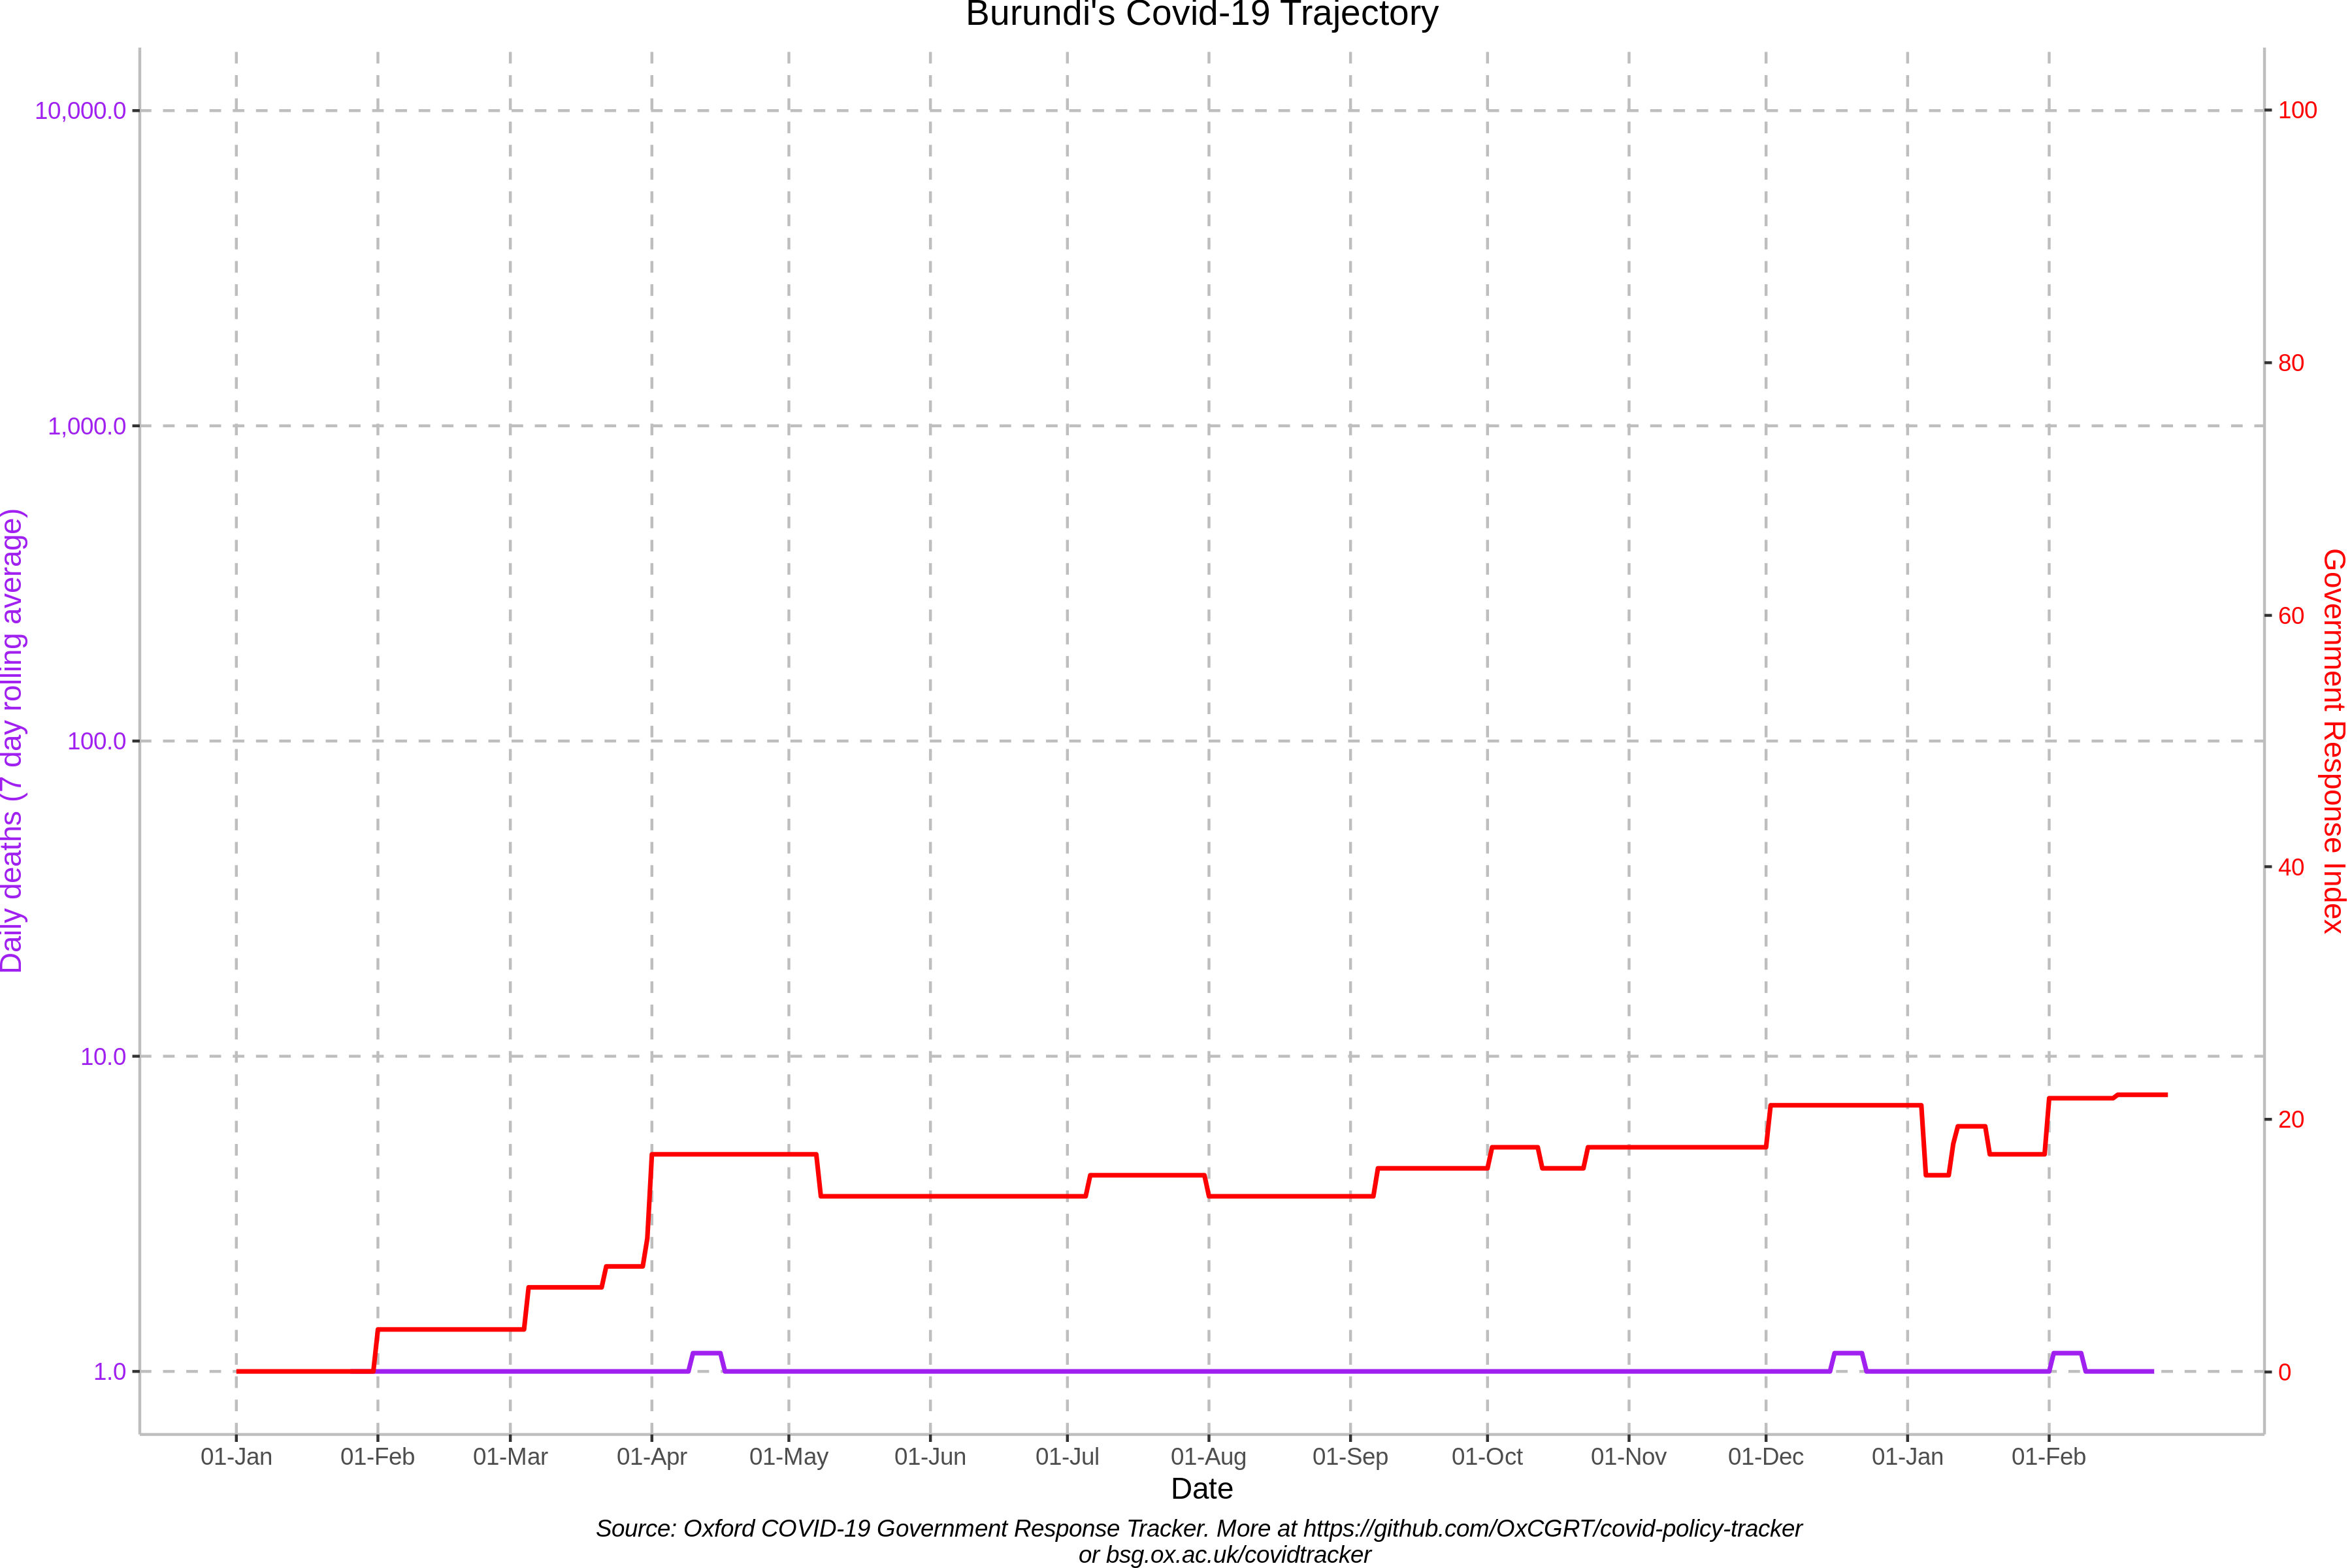 Burundi's Covid-19 Trajectory
10,000.0
1,000.0
100.0
10.0
1.0
Daily deaths (7 day rolling average)
100
80
60
40
20
0
Government Response Index
01-Jan 01-Feb 01-Mar 01-Apr 01-May 01-Jun 01-Jul 01-Aug 01-Sep 01-Oct 01-Nov 01-Dec 01-Jan 01-Feb
Date
Source: Oxford COVID-19 Government Response Tracker. More at https://github.com/OxCGRT/covid-policy-tracker
or bsg.ox.ac.uk/covidtracker